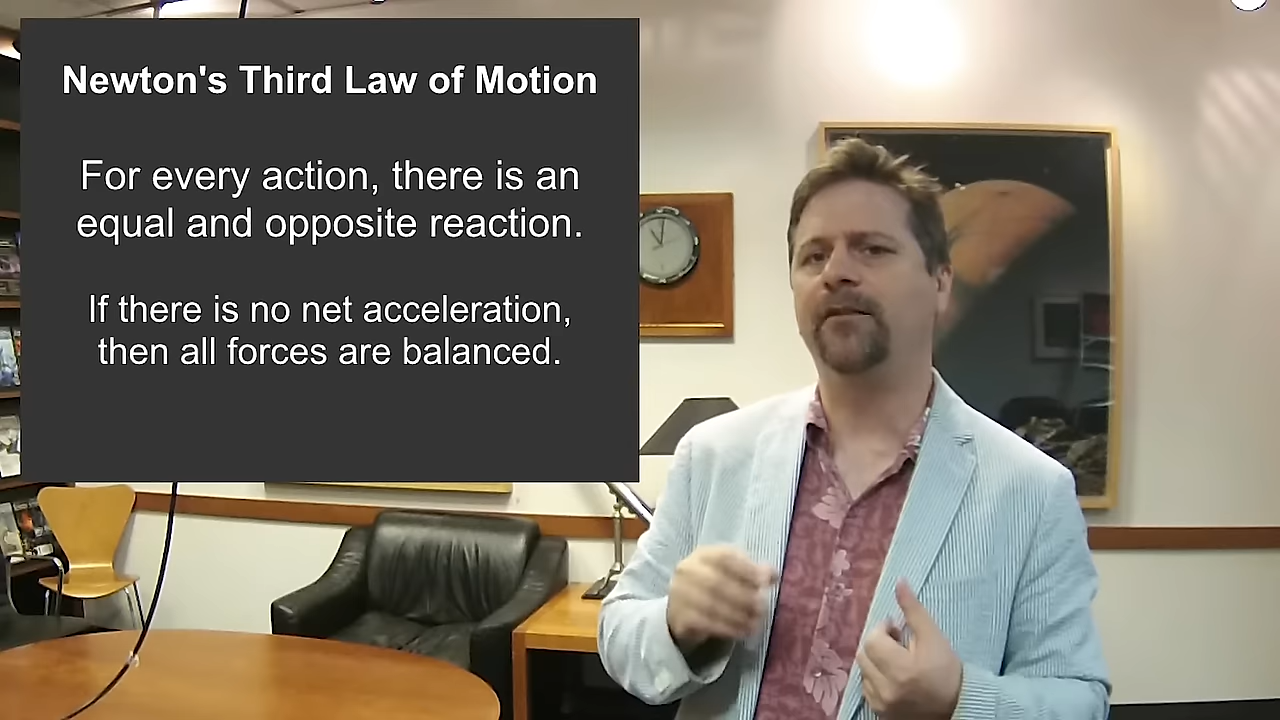 Newton's Third Law of Motion
For every action, there is an
equal and opposite reaction.
If there is no net acceleration,
then all forces are balanced.